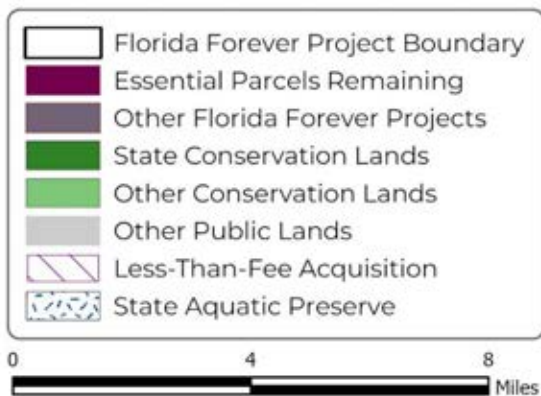 Florida Forever Project Boundary
Essential Parcels Remaining
Other Florida Forever Projects
State Conservation Lands
Other Conservation Lands
Other Public Lands
Less-Than-Fee Acquisition
State Aquatic Preserve
0 4 8
Miles